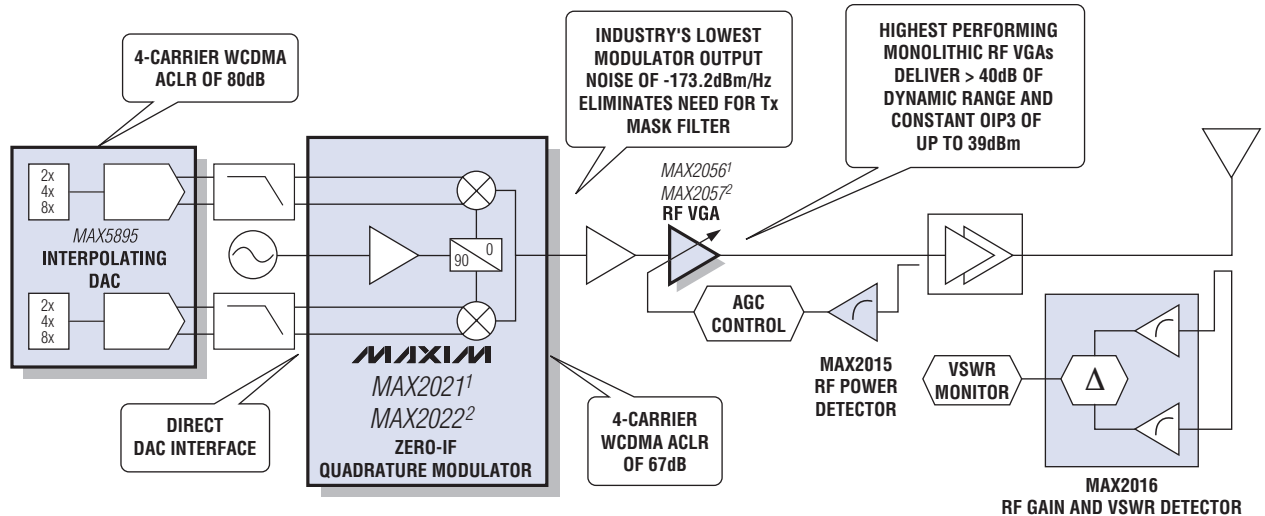 4-CARRIER WCDMA
ACLR OF 80dB
INDUSTRY'S LOWEST
MODULATOR OUTPUT
NOISE OF -173.2dBm/Hz
ELIMINATES NEED FOR Tx
MASK FILTER
HIGHEST PERFORMING
MONOLITHIC RF VGAs
DELIVER > 40dB OF
DYNAMIC RANGE AND
CONSTANT OIP3 OF
UP TO 39dBm
2x
4x
8x
MAX5895
INTERPOLATING
DAC
2x
4x
8x
90 0
MAXIM
MAX2021¹
MAX2022²
ZERO-IF
QUADRATURE MODULATOR
MAX2056¹
MAX2057²
RF VGA
AGC
CONTROL
MAX2015
RF POWER
DETECTOR
VSWR
MONITOR
Δ
DIRECT
DAC INTERFACE
4-CARRIER
WCDMA ACLR
OF 67dB
MAX2016
RF GAIN AND VSWR DETECTOR